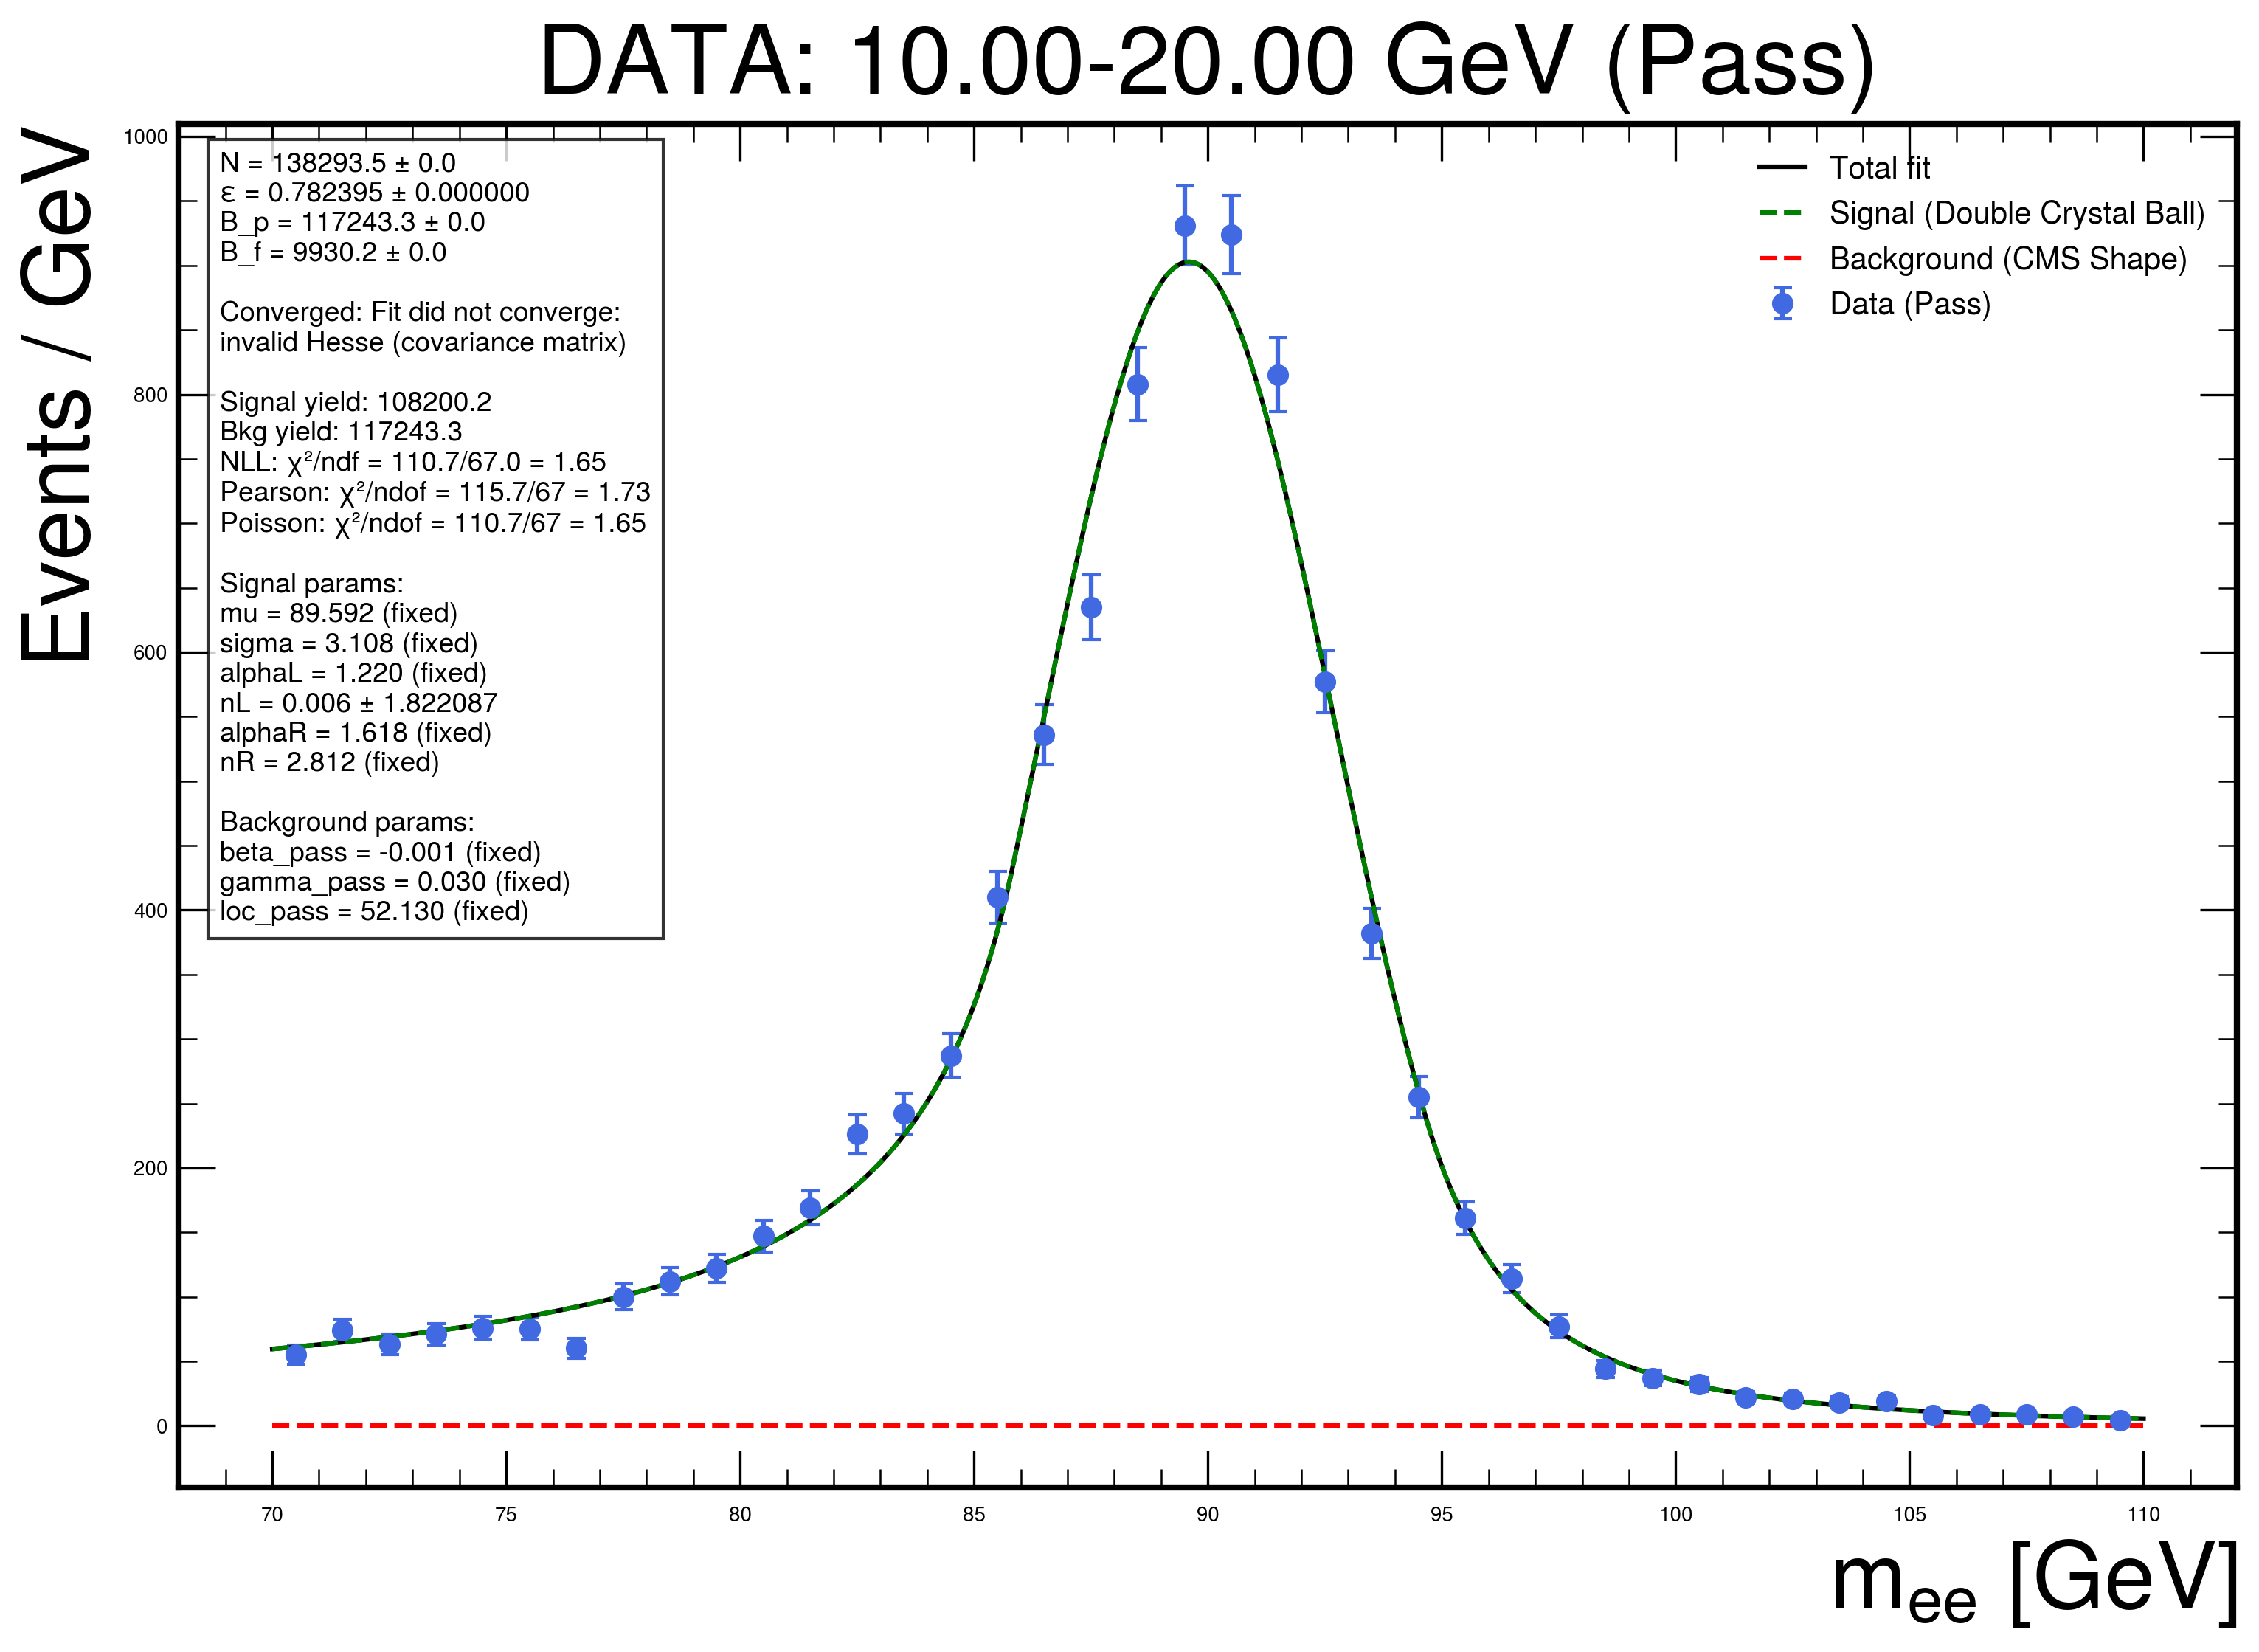 DATA: 10.00-20.00 GeV (Pass)
Events / GeV
1000
800
600
400
200
0
N = 138293.5 ± 0.0
ε = 0.782395 ± 0.000000
B_p = 117243.3 ± 0.0
B_f = 9930.2 ± 0.0
Converged: Fit did not converge:
invalid Hesse (covariance matrix)
Signal yield: 108200.2
Bkg yield: 117243.3
NLL: χ²/ndf = 110.7/67.0 = 1.65
Pearson: χ²/ndof = 115.7/67 = 1.73
Poisson: χ²/ndof = 110.7/67 = 1.65
Signal params:
mu = 89.592 (fixed)
sigma = 3.108 (fixed)
alphaL = 1.220 (fixed)
nL = 0.006 ± 1.822087
alphaR = 1.618 (fixed)
nR = 2.812 (fixed)
Background params:
beta_pass = -0.001 (fixed)
gamma_pass = 0.030 (fixed)
loc_pass = 52.130 (fixed)
Total fit
Signal (Double Crystal Ball)
Background (CMS Shape)
Data (Pass)
70 75 80 85 90 95 100 105 110
m_ee [GeV]